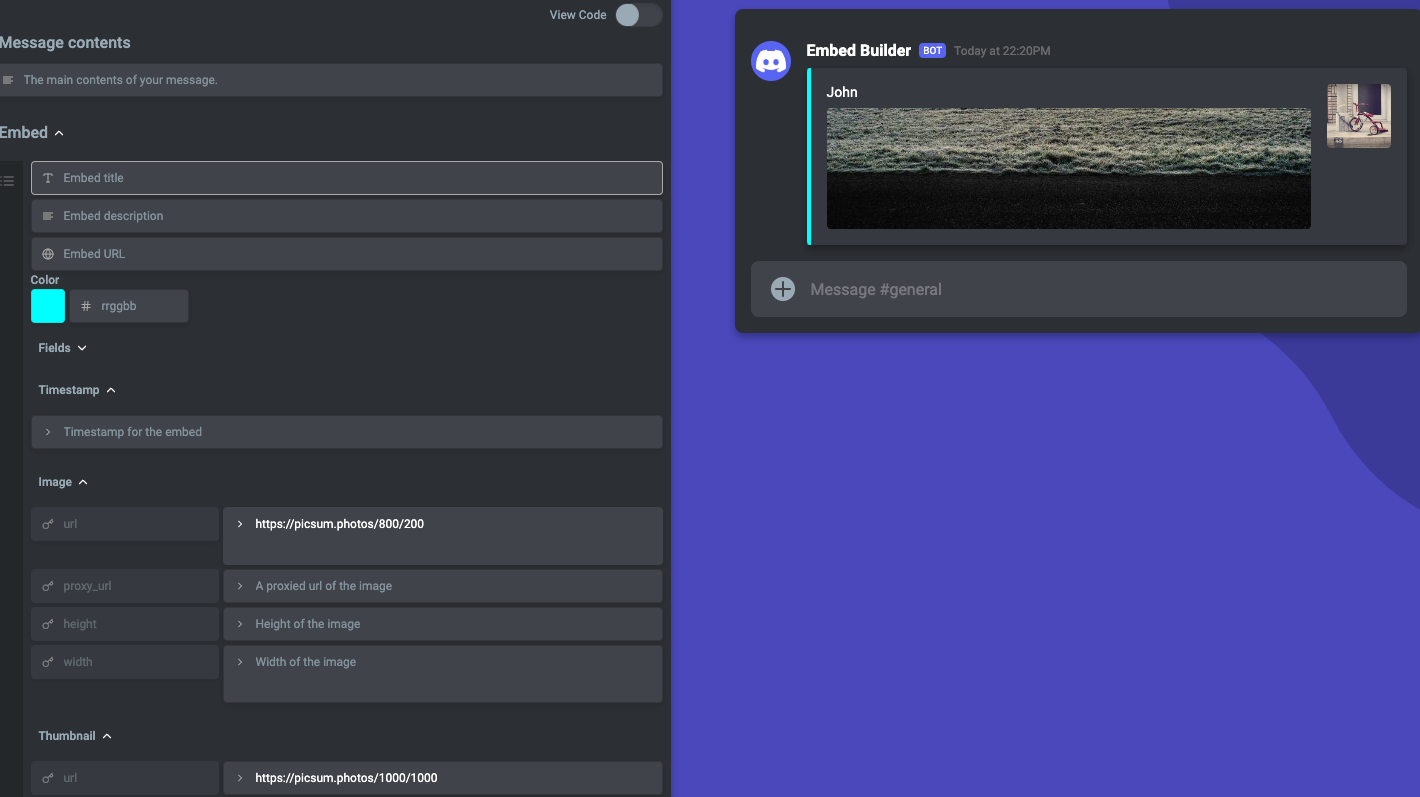 View Code
Message contents
The main contents of your message.
Embed
Embed title
Embed description
Embed URL
Color
# rrggbb
Fields
Timestamp
Timestamp for the embed
Image
url
https://picsum.photos/800/200
proxy_url
A proxied url of the image
height
Height of the image
width
Width of the image
Thumbnail
url
https://picsum.photos/1000/1000
Embed Builder BOT Today at 22:20PM
John
Message #general